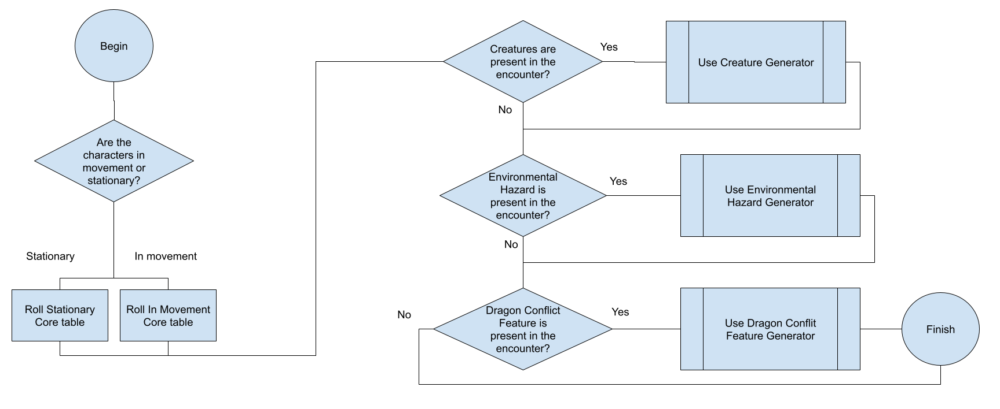 Begin
Are the
characters in
movement or
stationary?
Stationary
In movement
Roll Stationary
Core table
Roll In Movement
Core table
Creatures are
present in the
encounter?
Yes
Use Creature Generator
No
Environmental
Hazard is
present in the
encounter?
Yes
Use Environmental
Hazard Generator
No
Dragon Conflict
Feature is
present in the
encounter?
No
Yes
Use Dragon Conflit
Feature Generator
Finish